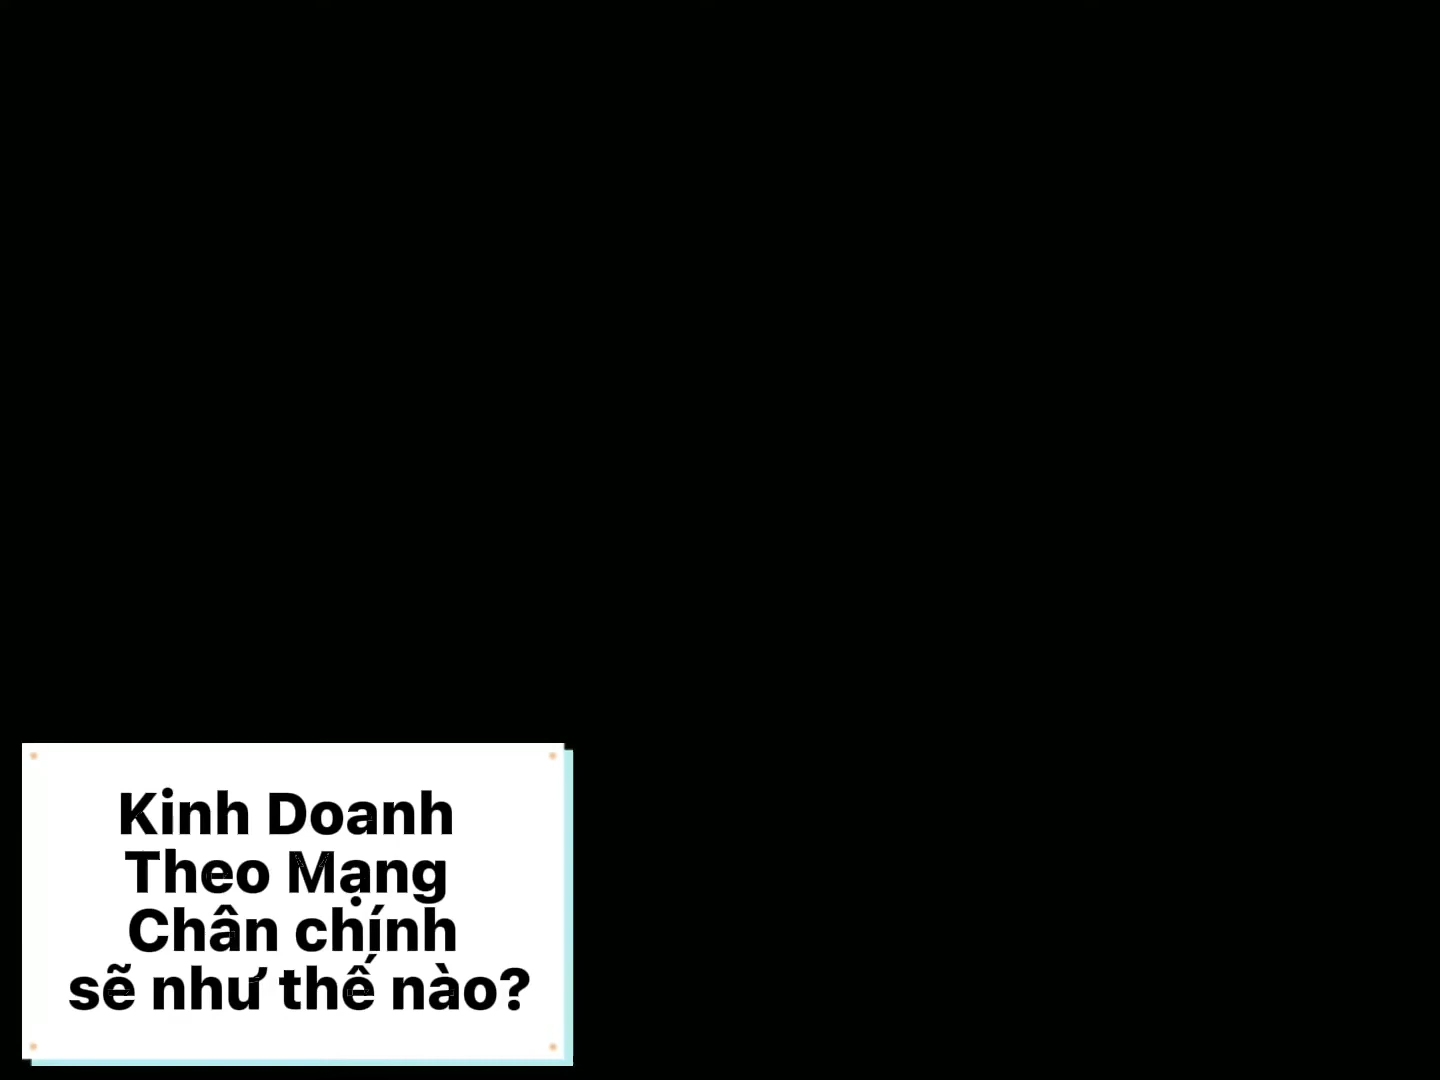 Kinh Doanh
Theo Mạng
Chân chính
sẽ như thế nào?